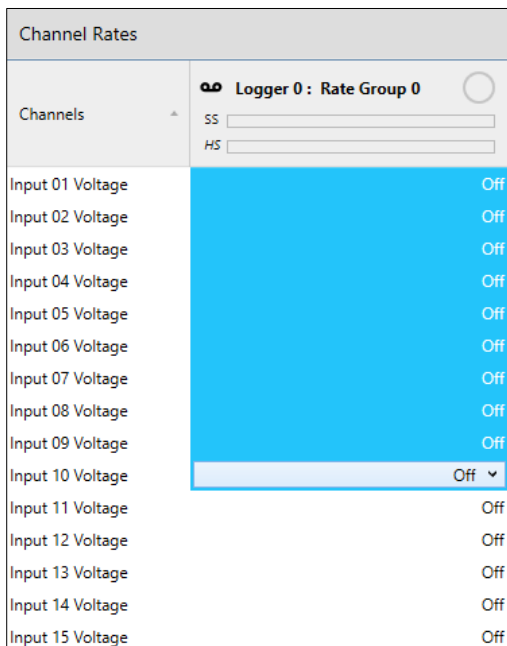 Channel Rates
Channels
Logger 0 : Rate Group 0
SS
HS
Input 01 Voltage Off
Input 02 Voltage Off
Input 03 Voltage Off
Input 04 Voltage Off
Input 05 Voltage Off
Input 06 Voltage Off
Input 07 Voltage Off
Input 08 Voltage Off
Input 09 Voltage Off
Input 10 Voltage Off
Input 11 Voltage Off
Input 12 Voltage Off
Input 13 Voltage Off
Input 14 Voltage Off
Input 15 Voltage Off